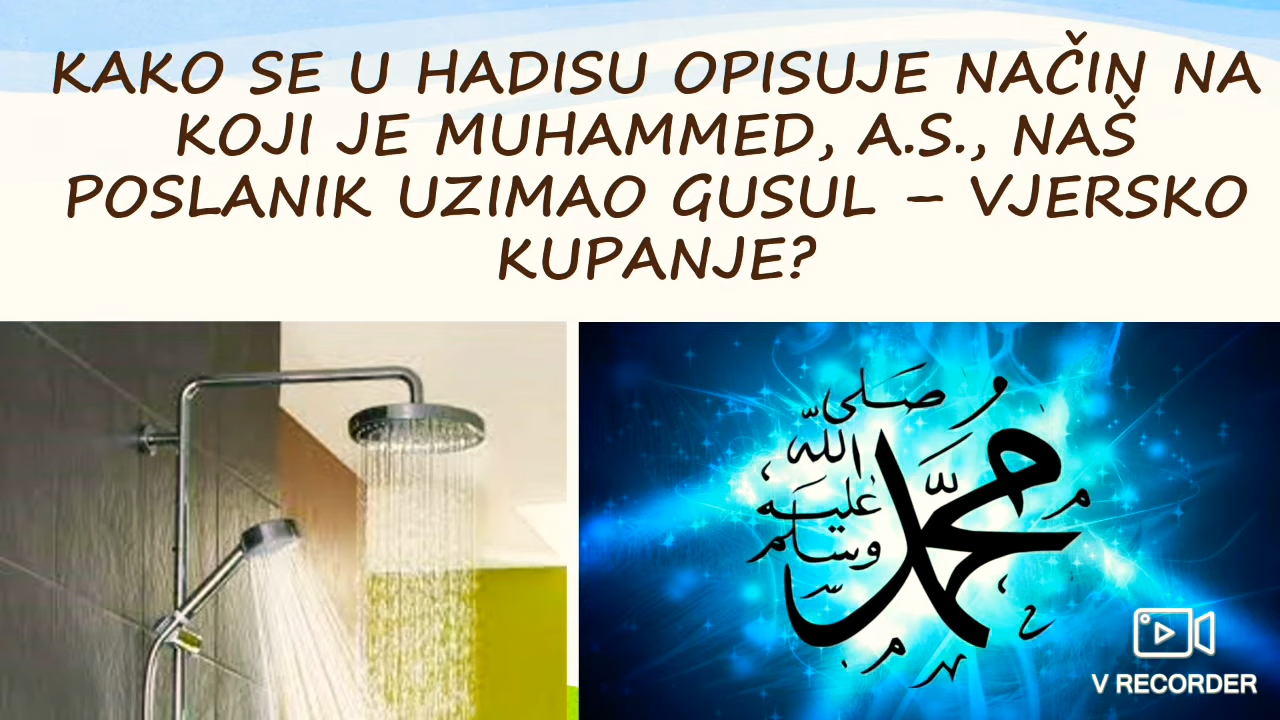 KAKO SE U HADISU OPISUJE NAČIN NA
KOJI JE MUHAMMED, A.S., NAŠ
POSLANIK UZIMAO GUSUL – VJERSKO
KUPANJE?
صلى
الله
عليه
وسلم
محمد
V RECORDER